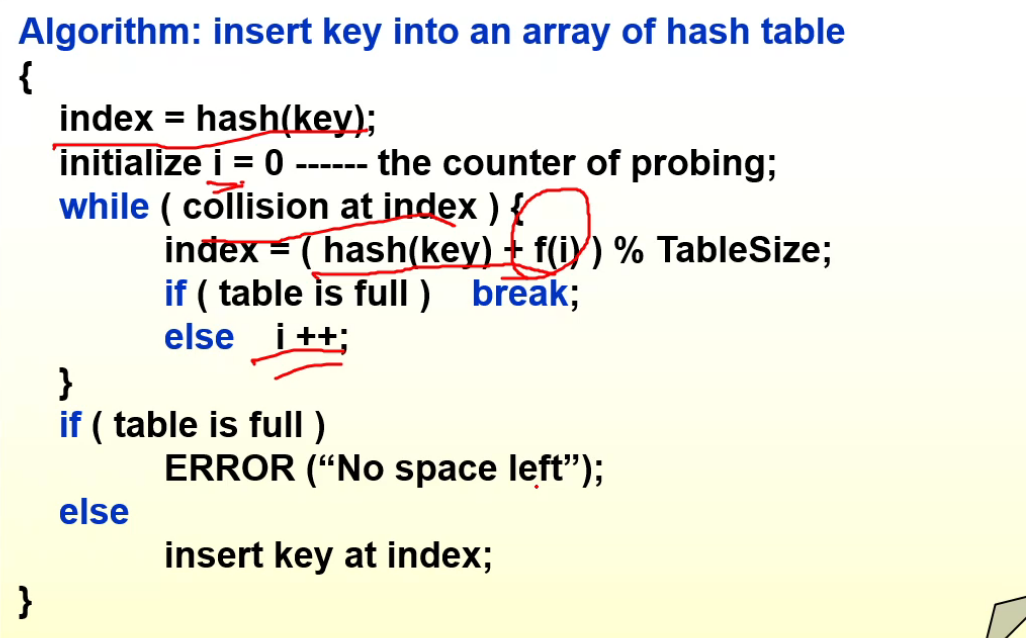 Algorithm: insert key into an array of hash table
{
index = hash(key);
initialize i = 0 ------ the counter of probing;
while ( collision at index ) {
index = ( hash(key) + f(i) ) % TableSize;
if ( table is full ) break;
else i ++;
}
if ( table is full )
ERROR (“No space left”);
else
insert key at index;
}